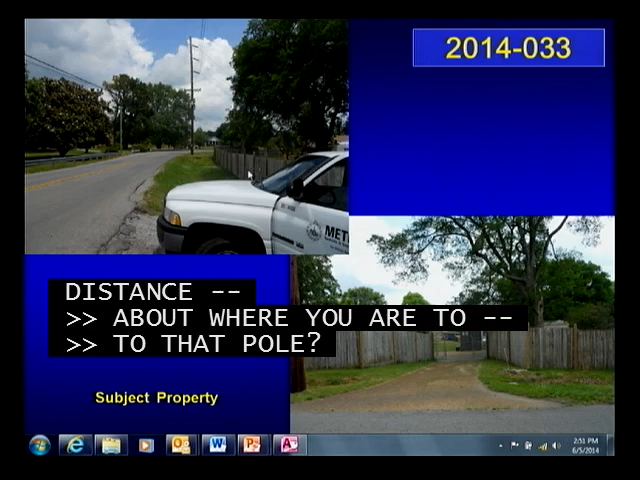 2014-033
METR
DISTANCE --
>> ABOUT WHERE YOU ARE TO --
>> TO THAT POLE?
Subject Property
2:51 PM
6/5/2014